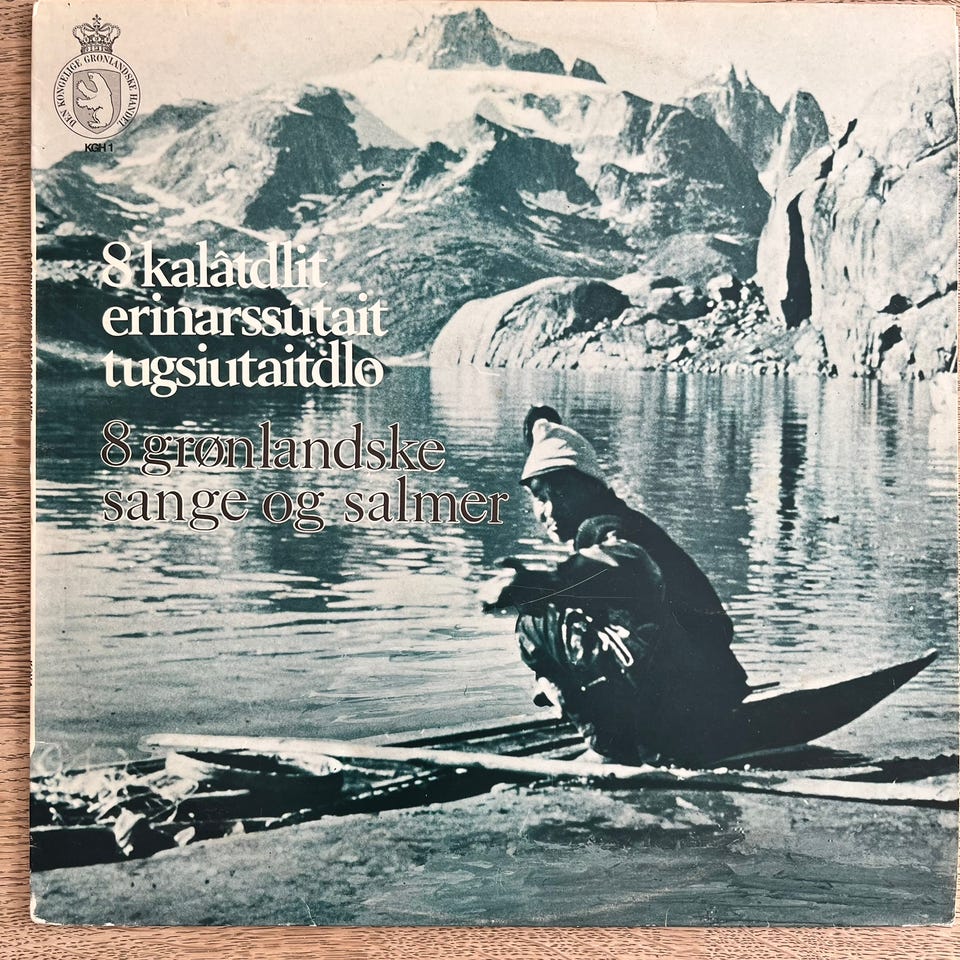 DEN KONGELIGE GRØNLANDSKE HANDEL
KGH 1
8 kalâtdlit
erinarssûtait
tugsiutaitdlo
8 grønlandske
sange og salmer